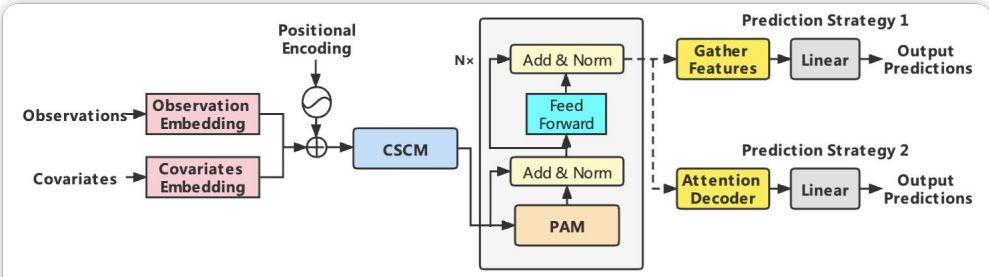 Prediction Strategy 1
Positional
Encoding
N×
Add & Norm
Gather
Features
Linear
Output
Predictions
Observations
Observation
Embedding
Feed
Forward
CSCM
Prediction Strategy 2
Covariates
Covariates
Embedding
Add & Norm
Attention
Decoder
Linear
Output
Predictions
PAM